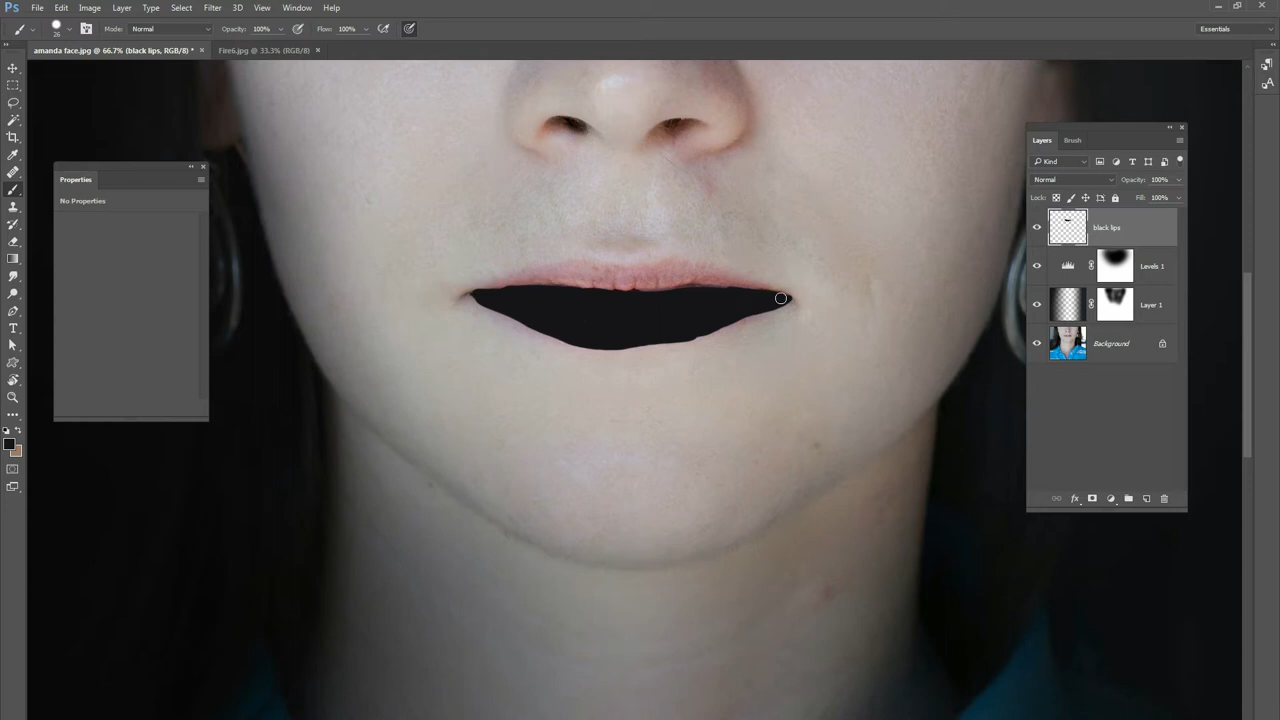 Ps File Edit Image Layer Type Select Filter 3D View Window Help
26 Mode: Normal Opacity: 100% Flow: 100% Essentials
amanda face.jpg @ 66.7% (black lips, RGB/8) * × Fire6.jpg @ 33.3% (RGB/8) ×
Layers Brush
Kind
Properties
Normal Opacity: 100%
No Properties
Lock: Fill: 100%
black lips
Levels 1
Layer 1
Background
fx